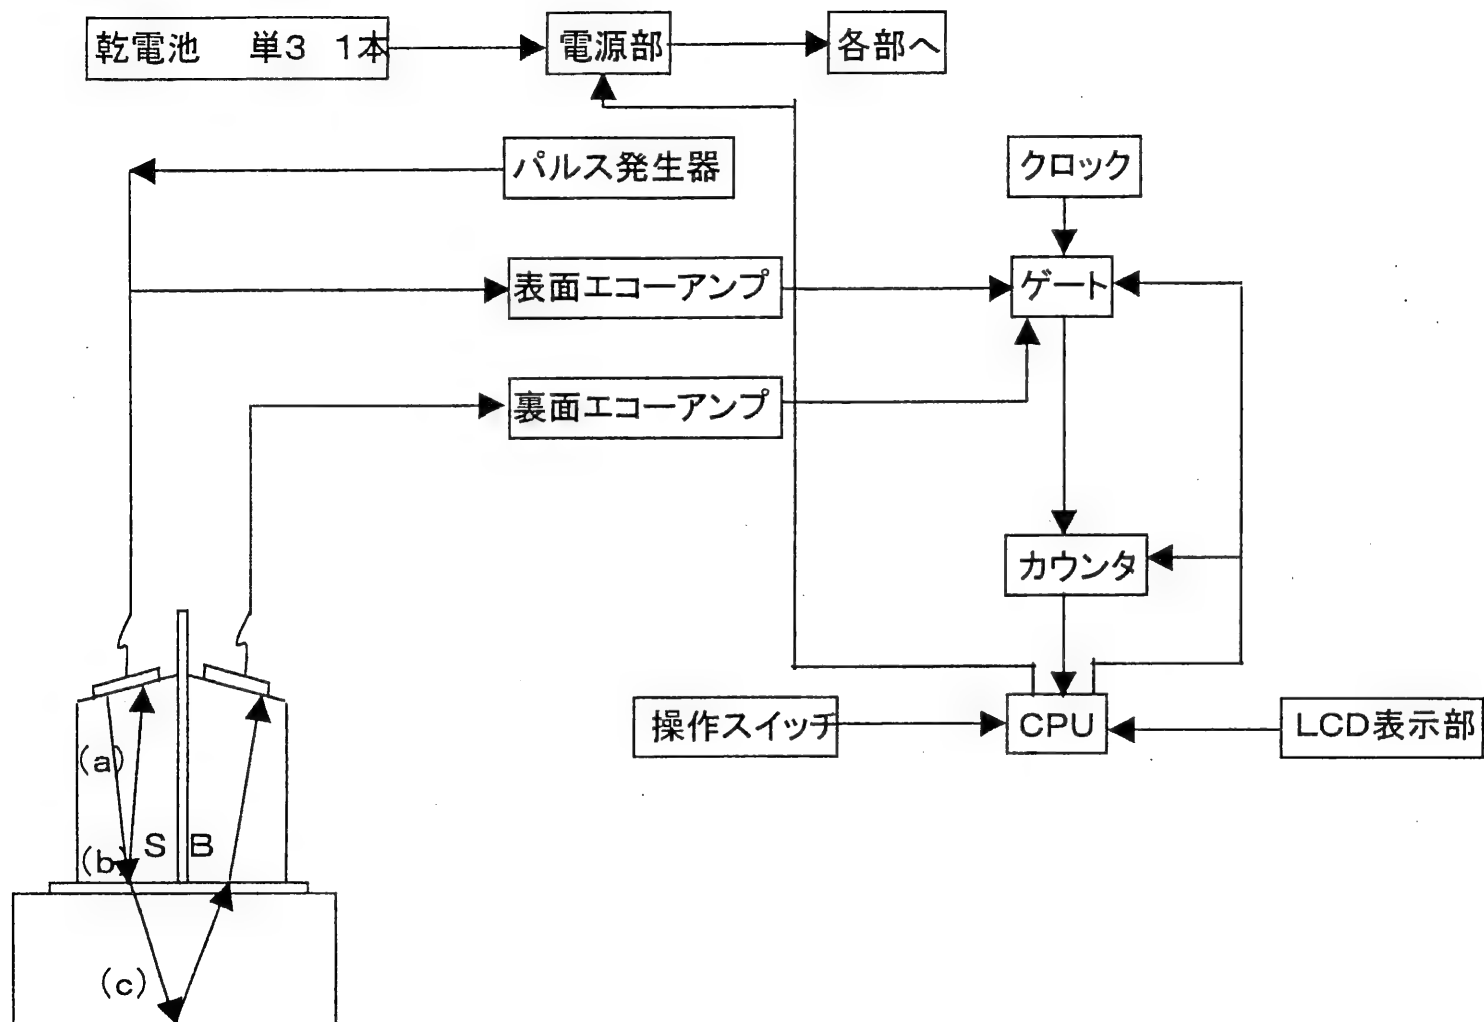 乾電池　単3　1本
電源部
各部へ
パルス発生器
クロック
表面エコーアンプ
ゲート
裏面エコーアンプ
カウンタ
操作スイッチ
CPU
LCD表示部
(a)
(b)
S
B
(c)